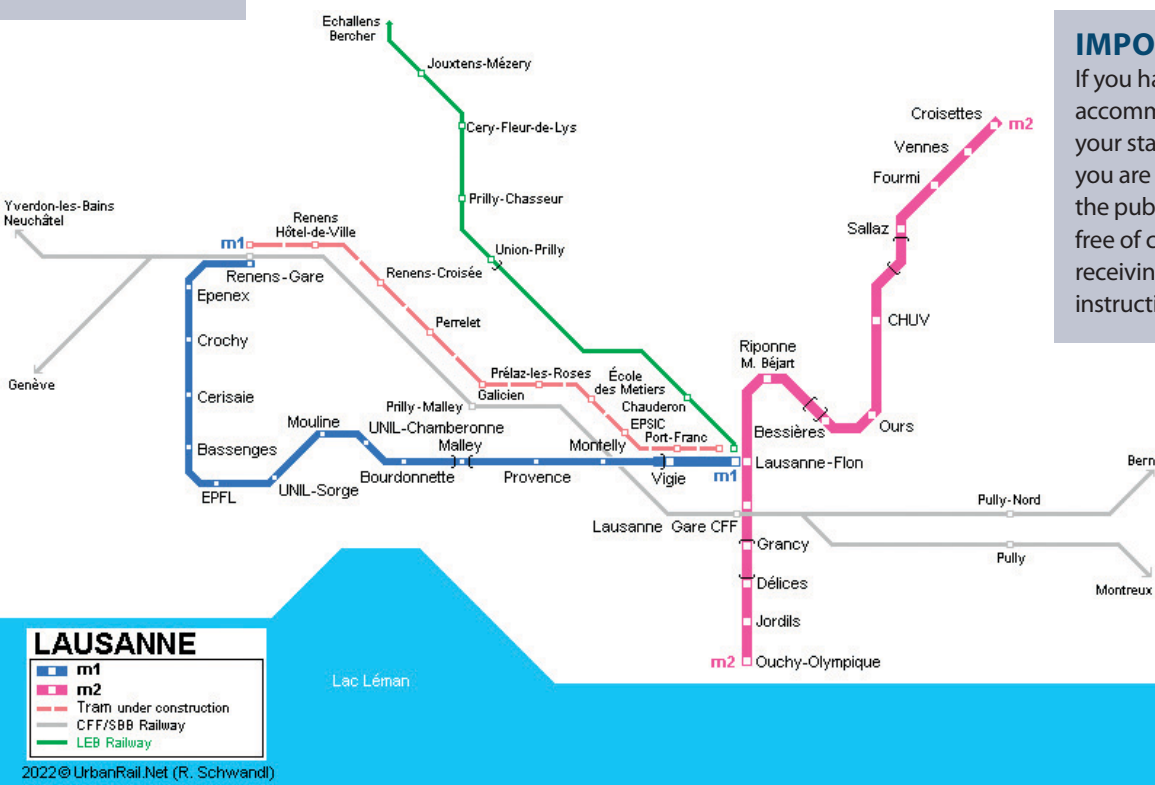 Echallens
Bercher
Jouxtens-Mézery
Cery-Fleur-de-Lys
Prilly-Chasseur
Union-Prilly
Yverdon-les-Bains
Neuchâtel
Genève
m1
Renens
Hôtel-de-Ville
Renens-Gare
Renens-Croisée
Perrelet
Galicien
Prélaz-les-Roses
École
des Metiers
EPSIC
Port-Franc
Chauderon
Prilly-Malley
Epenex
Crochy
Cerisaie
Bassenges
EPFL
UNIL-Sorge
Mouline
UNIL-Chamberonne
Bourdonnette
Malley
Provence
Montelly
Vigie
m1
Lausanne-Flon
Croisettes
m2
Vennes
Fourmi
Sallaz
CHUV
Ours
Bessières
Riponne
M. Béjart
Lausanne Gare CFF
Grancy
Délices
Jordils
m2 Ouchy-Olympique
Pully-Nord
Pully
Bern
Montreux
Lac Léman
LAUSANNE
m1
m2
Tram under construction
CFF/SBB Railway
LEB Railway
2022© UrbanRail.Net (R. Schwandl)
IMPO
If you ha
accomm
your sta
you are
the pub
free of c
receivin
instructi